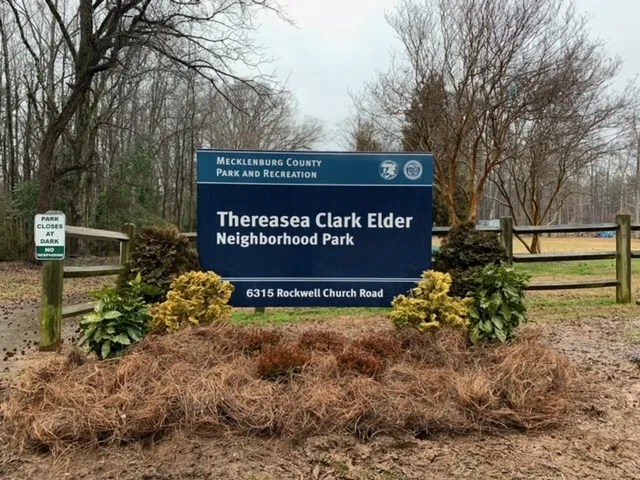 Mecklenburg County
Park and Recreation
Thereasea Clark Elder
Neighborhood Park
6315 Rockwell Church Road
PARK
CLOSES
AT
DARK
NO
TRESPASSING